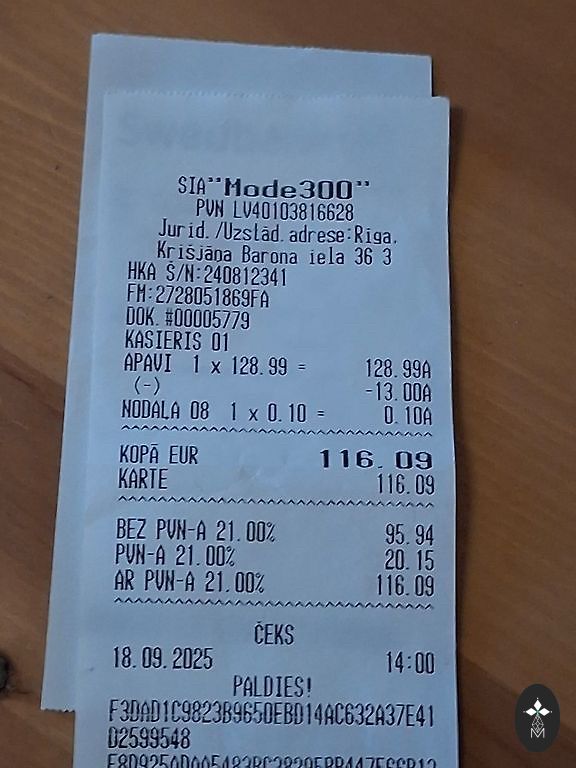 SIA"Mode300"
PVN LV40103816628
Jurid./Uzstād.adrese:Rīga,
Krišjāņa Barona iela 36 3
HKA S/N:240812341
FM:2728051869FA
DOK.#00005779
KASIERIS 01
APAVI 1 x 128.99 = 128.99A
(-) -13.00A
NODALA 08 1 x 0.10 = 0.10A
KOPĀ EUR 116.09
KARTE 116.09
BEZ PVN-A 21.00% 95.94
PVN-A 21.00% 20.15
AR PVN-A 21.00% 116.09
ČEKS
18.09.2025 14:00
PALDIES!
F3DAD1C9823B9650EBD14AC632A37E41
D2599548